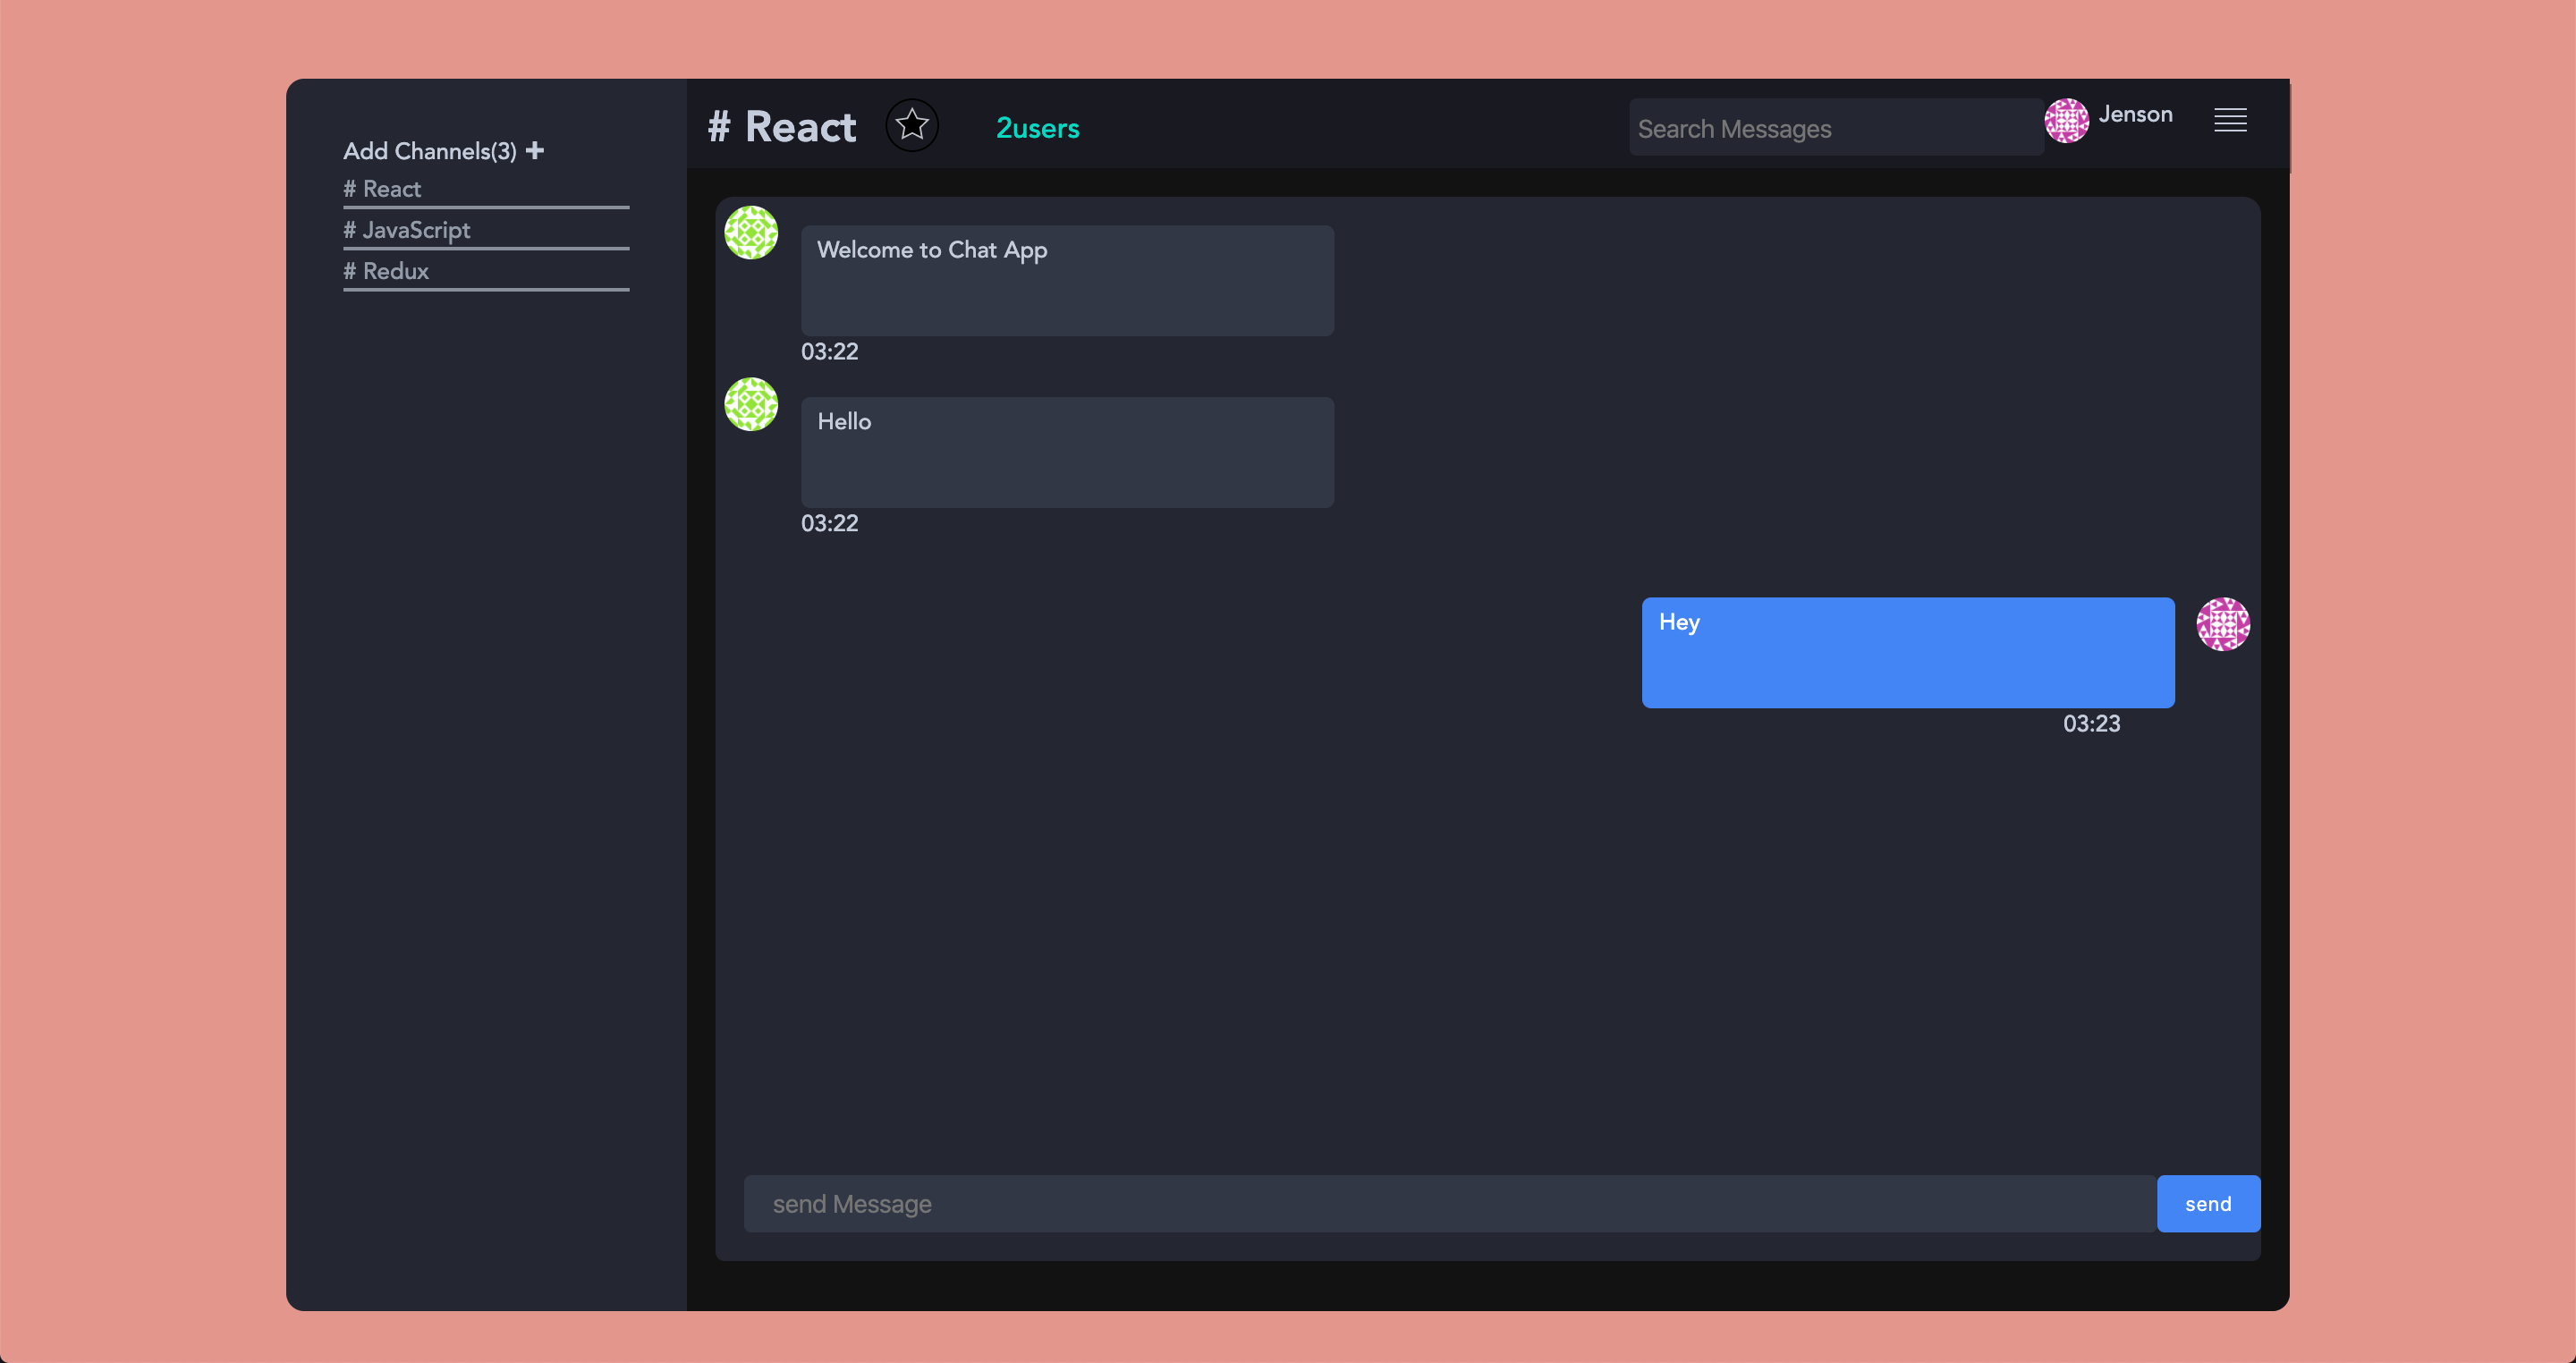 Add Channels(3) +
# React
# JavaScript
# Redux
# React
2users
Search Messages
Jenson
Welcome to Chat App
03:22
Hello
03:22
Hey
03:23
send Message
send